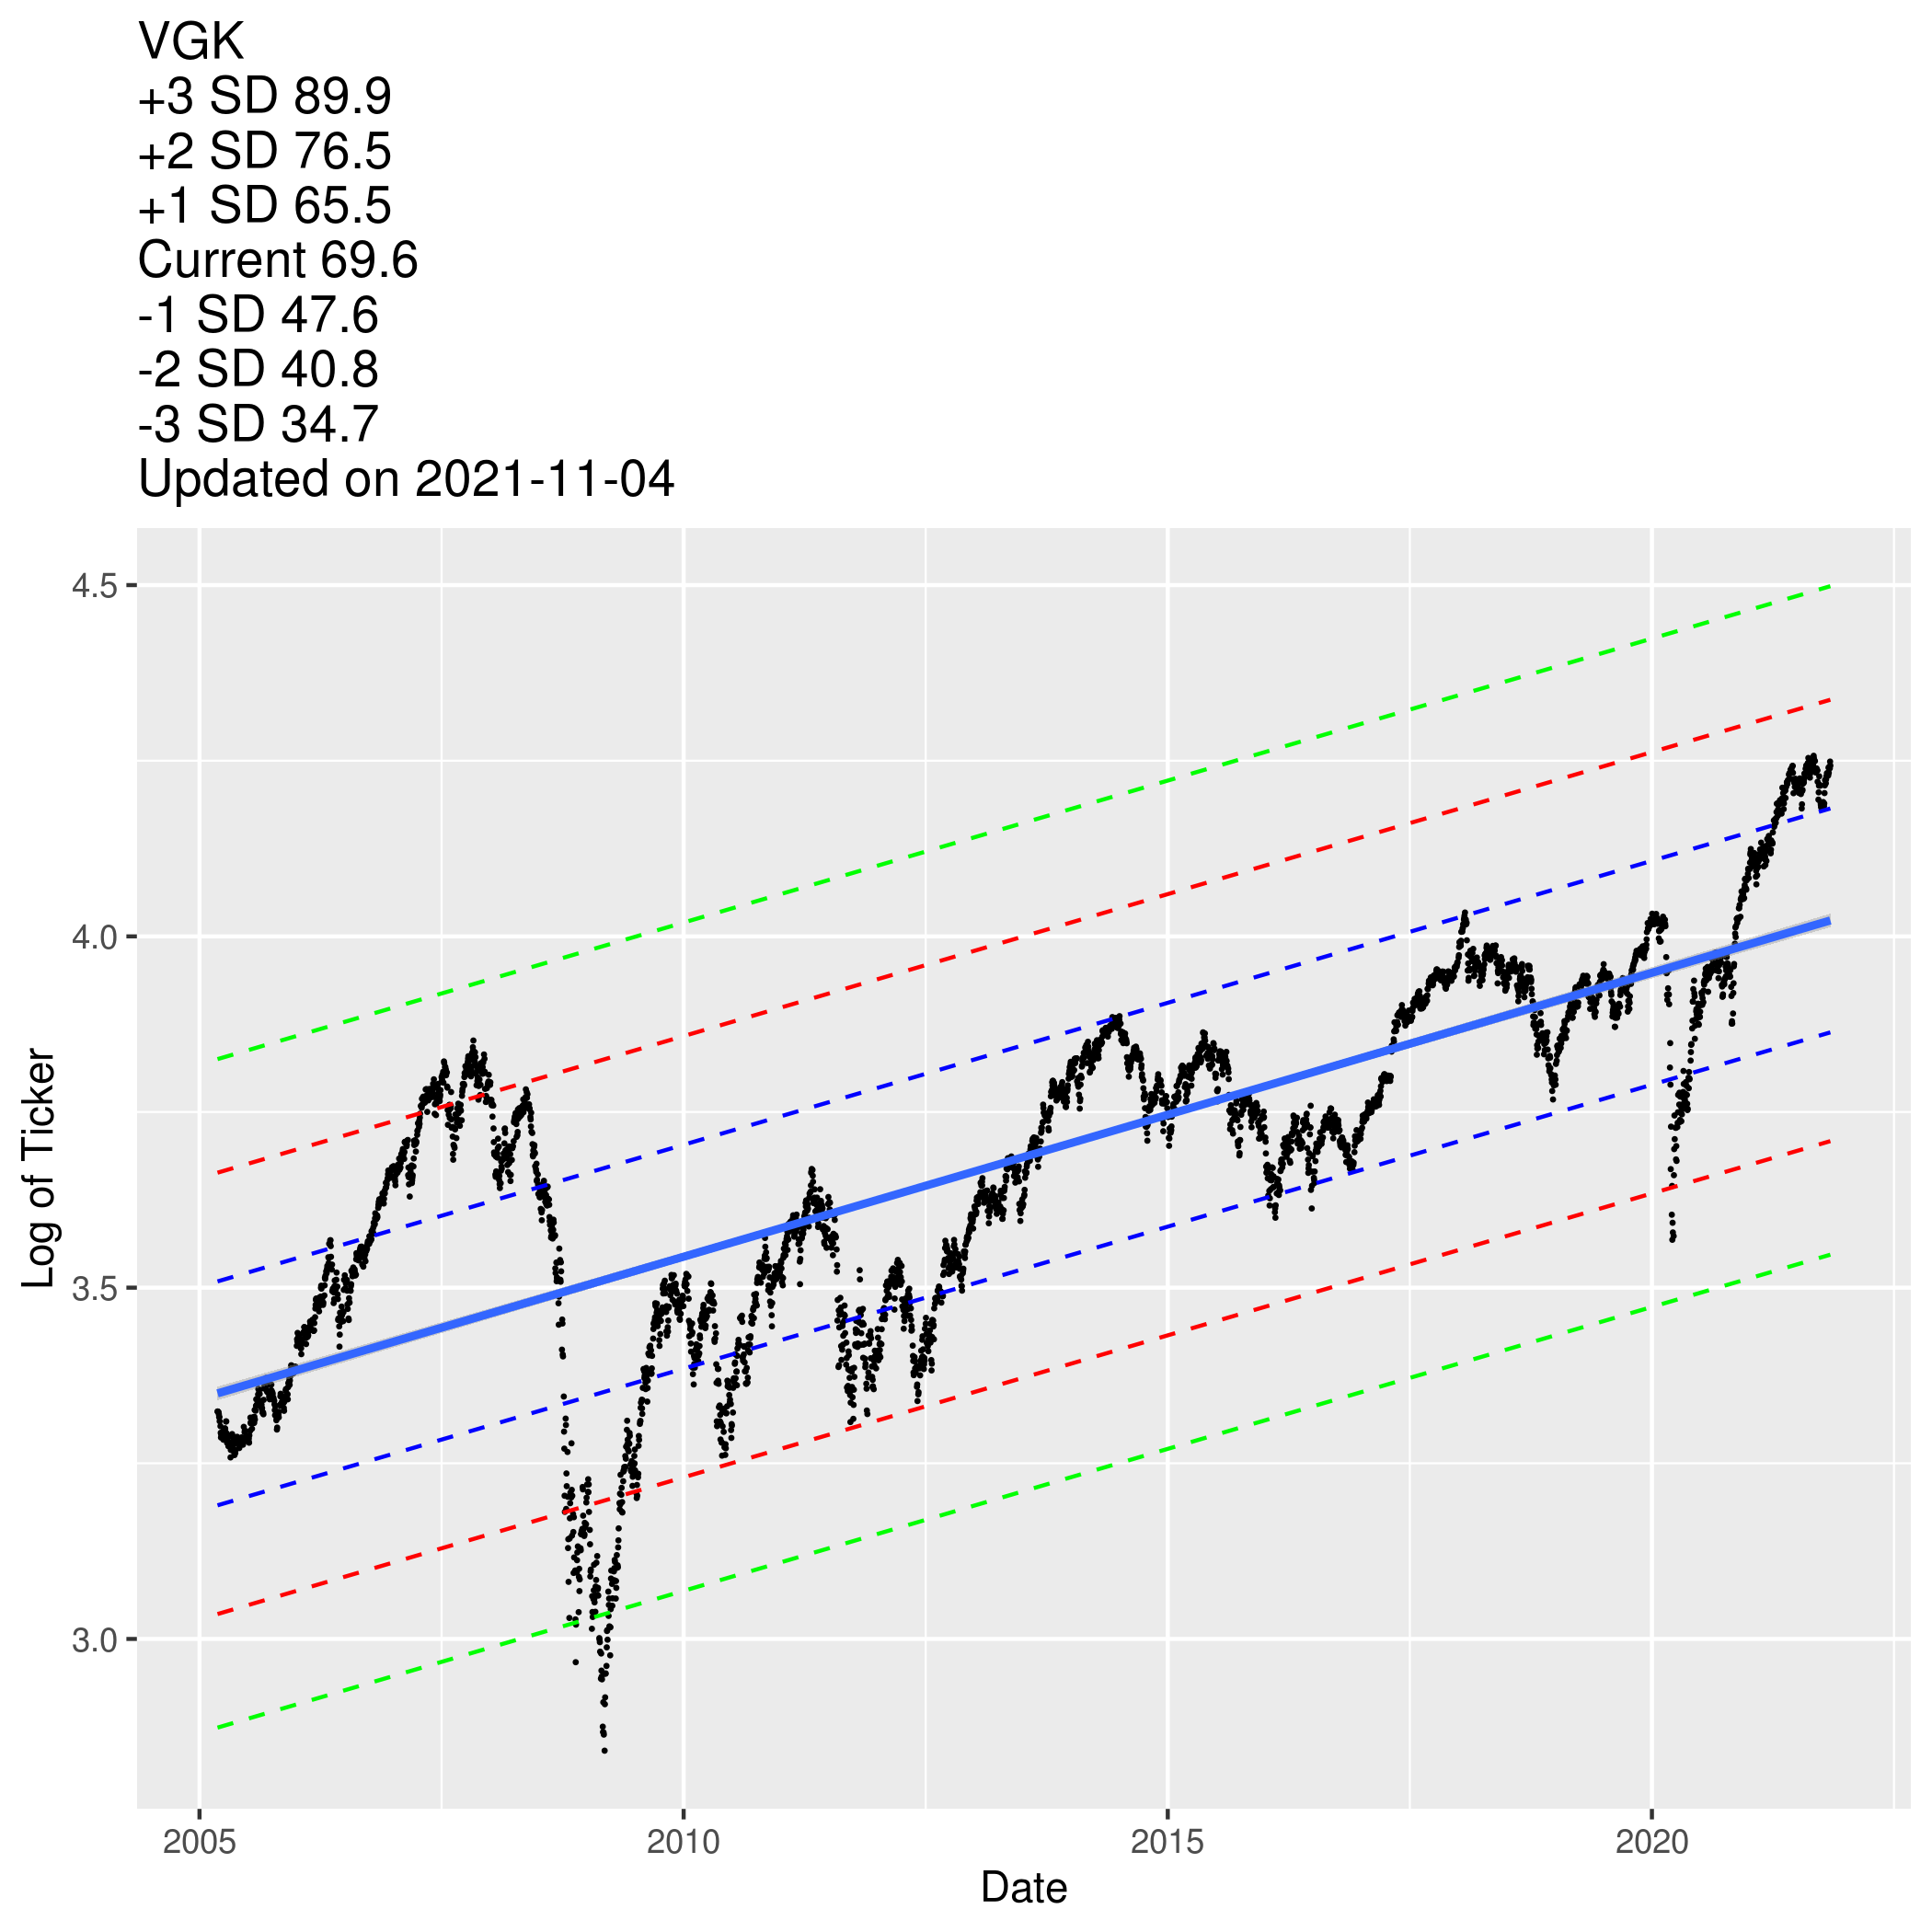 VGK
+3 SD 89.9
+2 SD 76.5
+1 SD 65.5
Current 69.6
-1 SD 47.6
-2 SD 40.8
-3 SD 34.7
Updated on 2021-11-04
4.5
4.0
3.5
3.0
Log of Ticker
2005 2010 2015 2020
Date